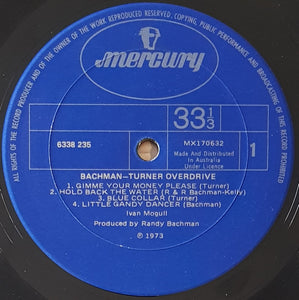 ALL RIGHTS OF THE RECORD PRODUCER AND OF THE OWNER OF THE WORK REPRODUCED RESERVED. COPYING, PUBLIC PERFORMANCE AND BROADCASTING OF THIS RECORD PROHIBITED
mercury
33 1/3
6338 235
MX170632
Made And Distributed
In Australia
Under Licence
1
BACHMAN–TURNER OVERDRIVE
1. GIMME YOUR MONEY PLEASE (Turner)
2. HOLD BACK THE WATER (R & R Bachman-Kelly)
3. BLUE COLLAR (Turner)
4. LITTLE GANDY DANCER (Bachman)
Ivan Mogull
Produced by Randy Bachman
℗ 1973